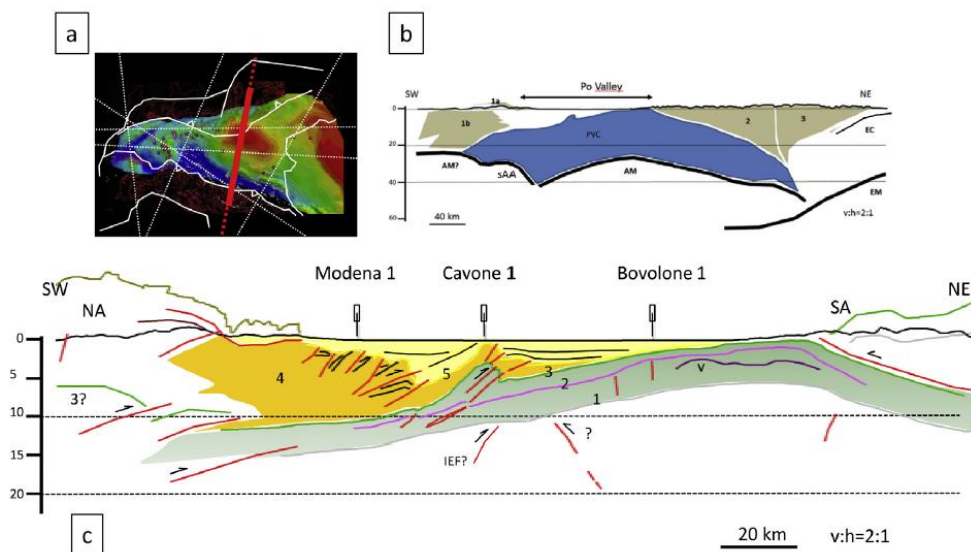 a
b
Po Valley
SW
NE
0
20
40
60
1a
1b
PVC
2
3
EC
AM?
sAA
AM
EM
40 km
v:h=2:1
Modena 1
Cavone 1
Bovolone 1
SW
NA
SA
NE
0
5
10
15
20
4
5
3
2
1
v
3?
IEF?
?
20 km
v:h=2:1
c